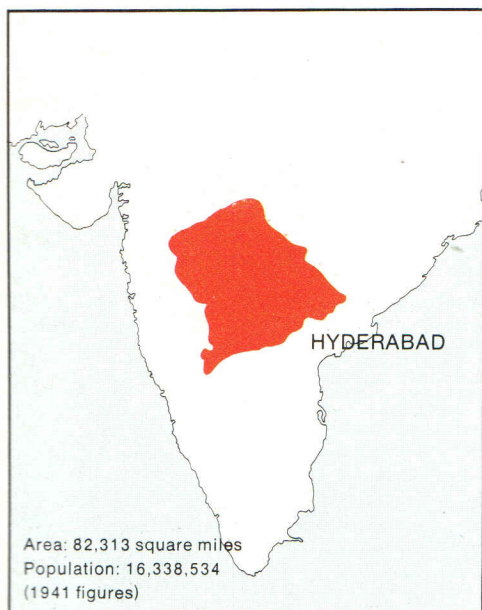 HYDERABAD
Area: 82,313 square miles
Population: 16,338,534
(1941 figures)